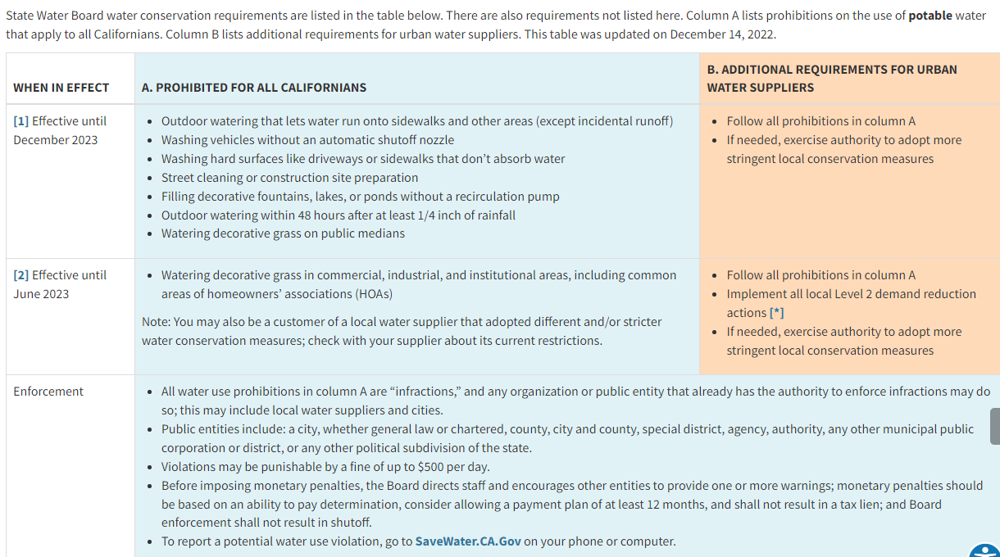 State Water Board water conservation requirements are listed in the table below. There are also requirements not listed here. Column A lists prohibitions on the use of potable water
that apply to all Californians. Column B lists additional requirements for urban water suppliers. This table was updated on December 14, 2022.
WHEN IN EFFECT
A. PROHIBITED FOR ALL CALIFORNIANS
B. ADDITIONAL REQUIREMENTS FOR URBAN
WATER SUPPLIERS
[1] Effective until
December 2023
• Outdoor watering that lets water run onto sidewalks and other areas (except incidental runoff)
• Washing vehicles without an automatic shutoff nozzle
• Washing hard surfaces like driveways or sidewalks that don’t absorb water
• Street cleaning or construction site preparation
• Filling decorative fountains, lakes, or ponds without a recirculation pump
• Outdoor watering within 48 hours after at least 1/4 inch of rainfall
• Watering decorative grass on public medians
• Follow all prohibitions in column A
• If needed, exercise authority to adopt more
stringent local conservation measures
[2] Effective until
June 2023
• Watering decorative grass in commercial, industrial, and institutional areas, including common
areas of homeowners’ associations (HOAs)
Note: You may also be a customer of a local water supplier that adopted different and/or stricter
water conservation measures; check with your supplier about its current restrictions.
• Follow all prohibitions in column A
• Implement all local Level 2 demand reduction
actions [*]
• If needed, exercise authority to adopt more
stringent local conservation measures
Enforcement
• All water use prohibitions in column A are “infractions,” and any organization or public entity that already has the authority to enforce infractions may do
so; this may include local water suppliers and cities.
• Public entities include: a city, whether general law or chartered, county, city and county, special district, agency, authority, any other municipal public
corporation or district, or any other political subdivision of the state.
• Violations may be punishable by a fine of up to $500 per day.
• Before imposing monetary penalties, the Board directs staff and encourages other entities to provide one or more warnings; monetary penalties should
be based on an ability to pay determination, consider allowing a payment plan of at least 12 months, and shall not result in a tax lien; and Board
enforcement shall not result in shutoff.
• To report a potential water use violation, go to SaveWater.CA.Gov on your phone or computer.